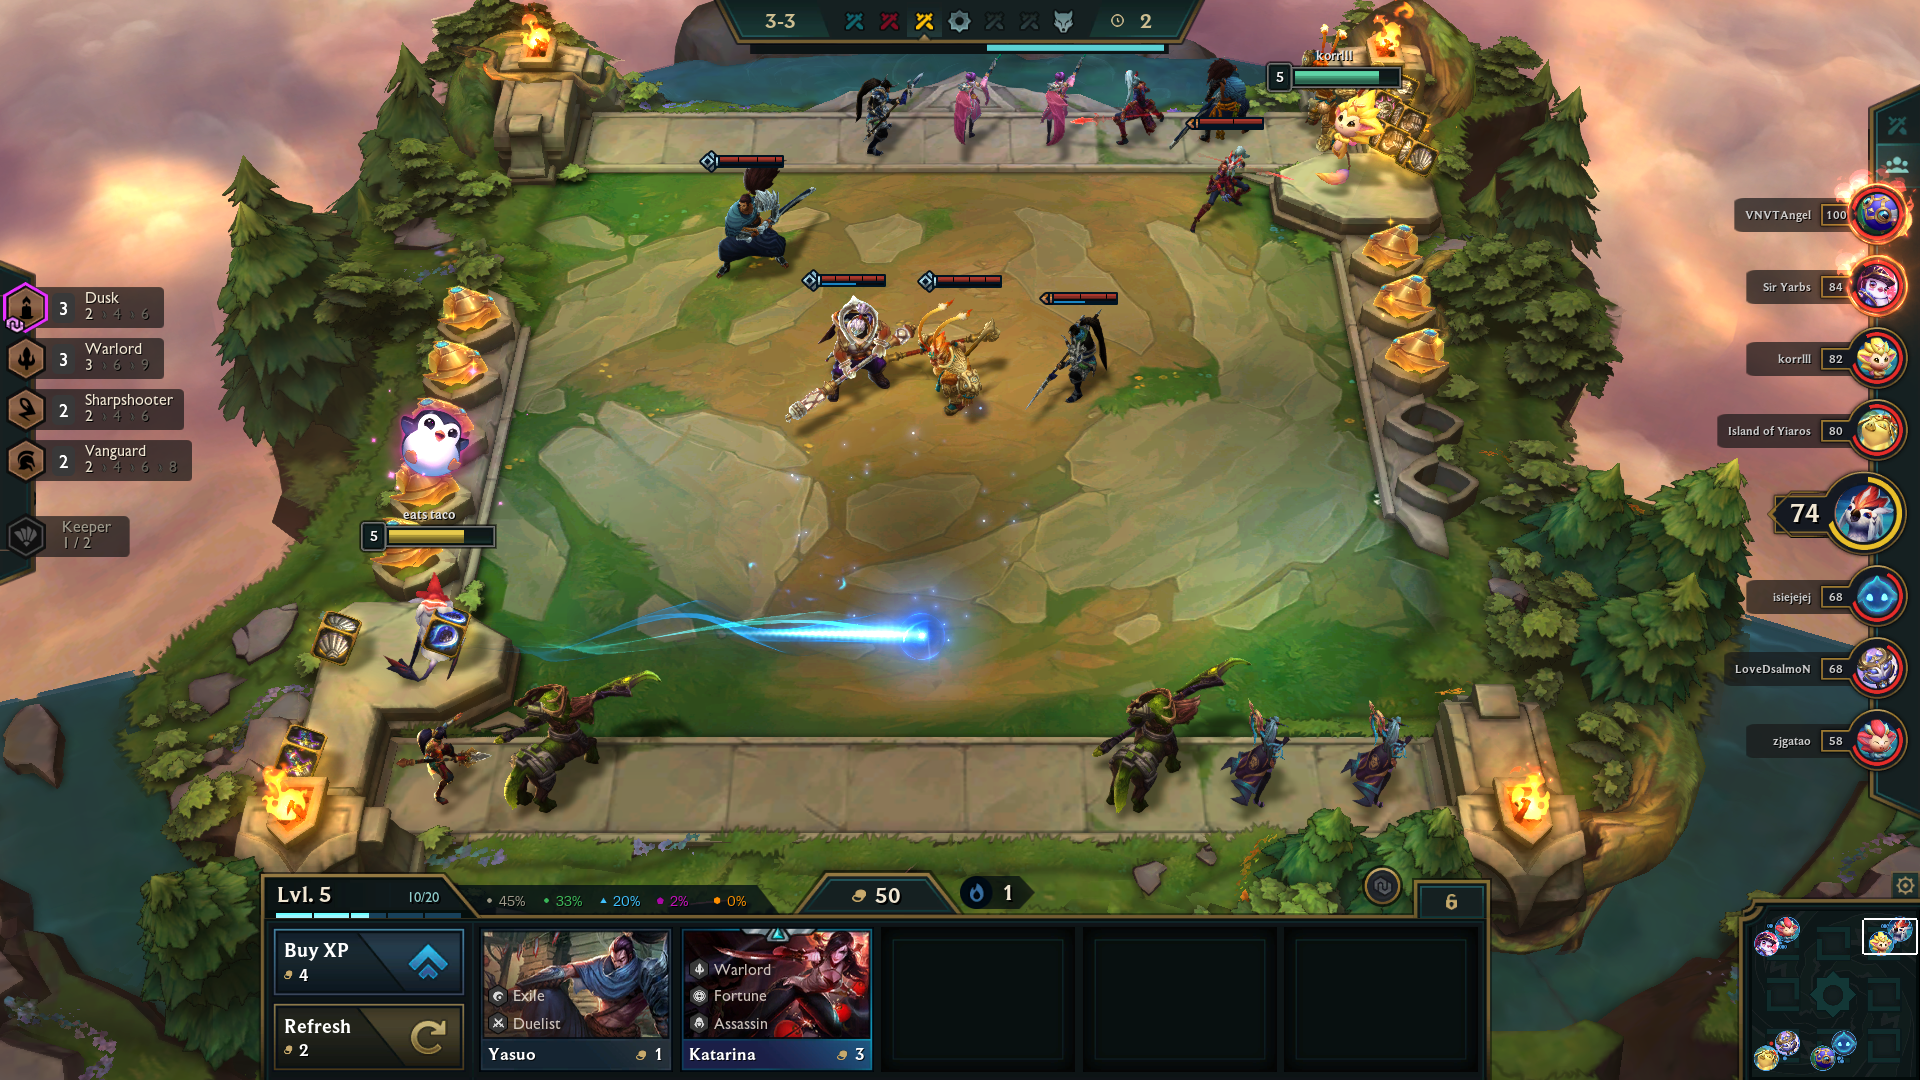 3-3
2
korrlll
5
VNVTAngel 100
Sir Yarbs 84
korrlll 82
Island of Yiaros 80
74
isiejejej 68
LoveDsalmoN 68
zjgatao 58
3 Dusk
2 › 4 › 6
3 Warlord
3 › 6 › 9
2 Sharpshooter
2 › 4 › 6
2 Vanguard
2 › 4 › 6 › 8
Keeper
1 / 2
eats taco
5
Lvl. 5 10/20
45% 33% 20% 2% 0%
50
1
6
Buy XP
4
Refresh
2
Exile
Duelist
Yasuo 1
Warlord
Fortune
Assassin
Katarina 3